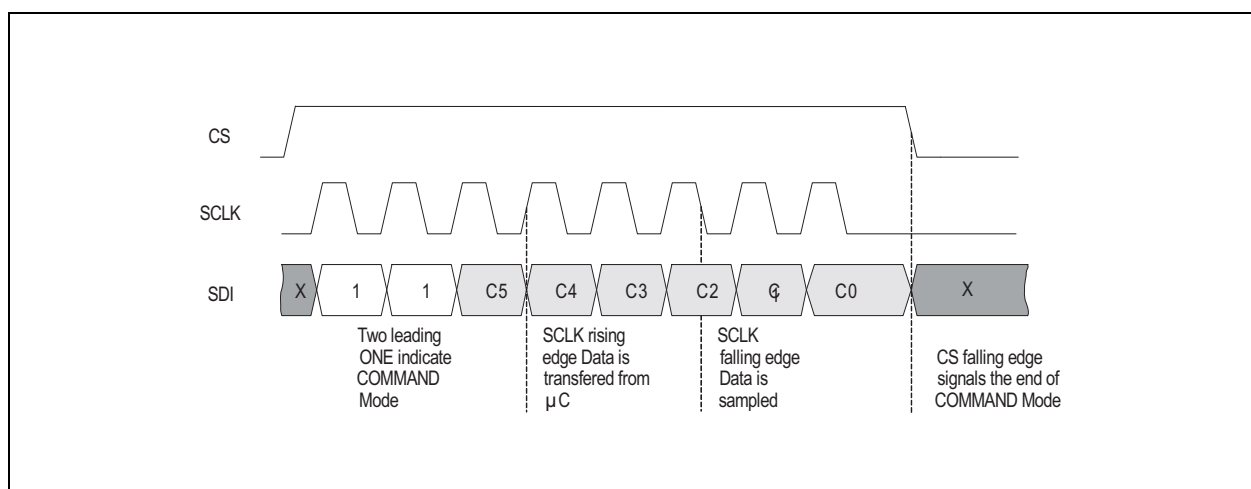 CS
SCLK
SDI
X 1 1 C5 C4 C3 C2 C1 C0 X
Two leading
ONE indicate
COMMAND
Mode
SCLK rising
edge Data is
transfered from
µC
SCLK
falling edge
Data is
sampled
CS falling edge
signals the end of
COMMAND Mode